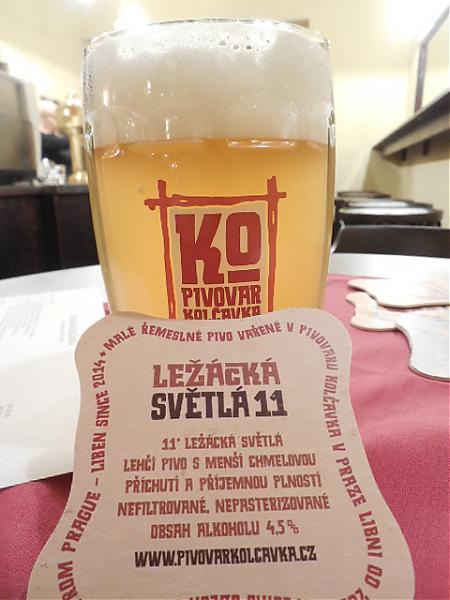 KO
PIVOVAR
KOLČAVKA
FROM PRAGUE - LIBEN SINCE 2014 • MALÉ ŘEMESLNÉ PIVO VAŘENÉ V PIVOVARU KOLČAVKA V PRAZE LIBNI OD
LEŽÁCKÁ
SVĚTLÁ 11
11° LEŽÁCKÁ SVĚTLÁ
LEHČÍ PIVO S MENŠÍ CHMELOVOU
PŘÍCHUTÍ A PŘÍJEMNOU PLNOSTÍ
NEFILTROVANÉ, NEPASTERIZOVANÉ
OBSAH ALKOHOLU 4,5%
WWW.PIVOVARKOLCAVKA.CZ